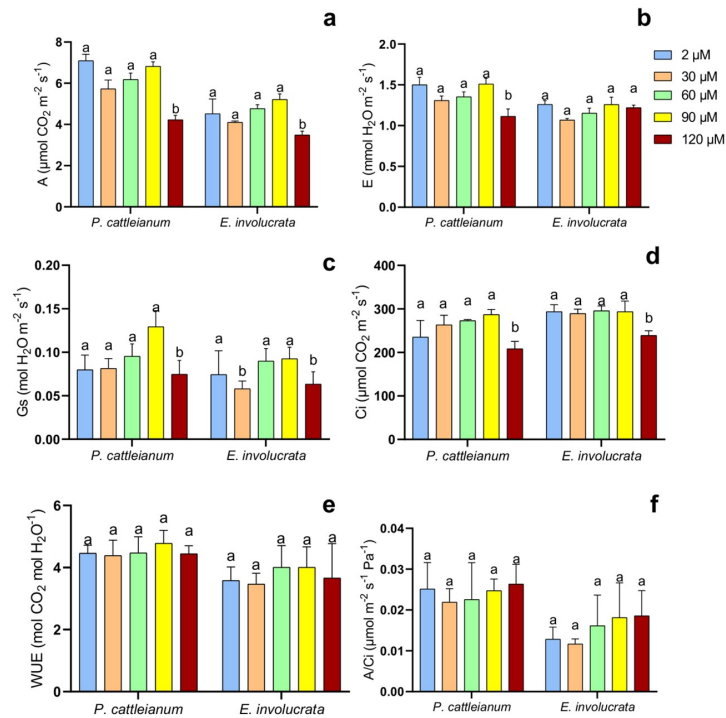 a
A (µmol CO2 m-2 s-1)
8
6
4
2
0
a
a
a
a
b
a
a
a
a
b
P. cattleianum
E. involucrata
b
E (mmol H2O m-2 s-1)
2.0
1.5
1.0
0.5
0.0
a
a
a
a
b
a
a
a
a
a
P. cattleianum
E. involucrata
2 µM
30 µM
60 µM
90 µM
120 µM
c
Gs (mol H2O m-2 s-1)
0.20
0.15
0.10
0.05
0.00
a
a
a
a
b
a
b
a
a
b
P. cattleianum
E. involucrata
d
Ci (µmol CO2 m-2 s-1)
400
300
200
100
0
a
a
a
a
b
a
a
a
a
b
P. cattleianum
E. involucrata
e
WUE (mol CO2 mol H2O-1)
6
4
2
0
a
a
a
a
a
a
a
a
a
a
P. cattleianum
E. involucrata
f
A/Ci (µmol m-2 s-1 Pa-1)
0.04
0.03
0.02
0.01
0.00
a
a
a
a
a
a
a
a
a
a
P. cattleianum
E. involucrata